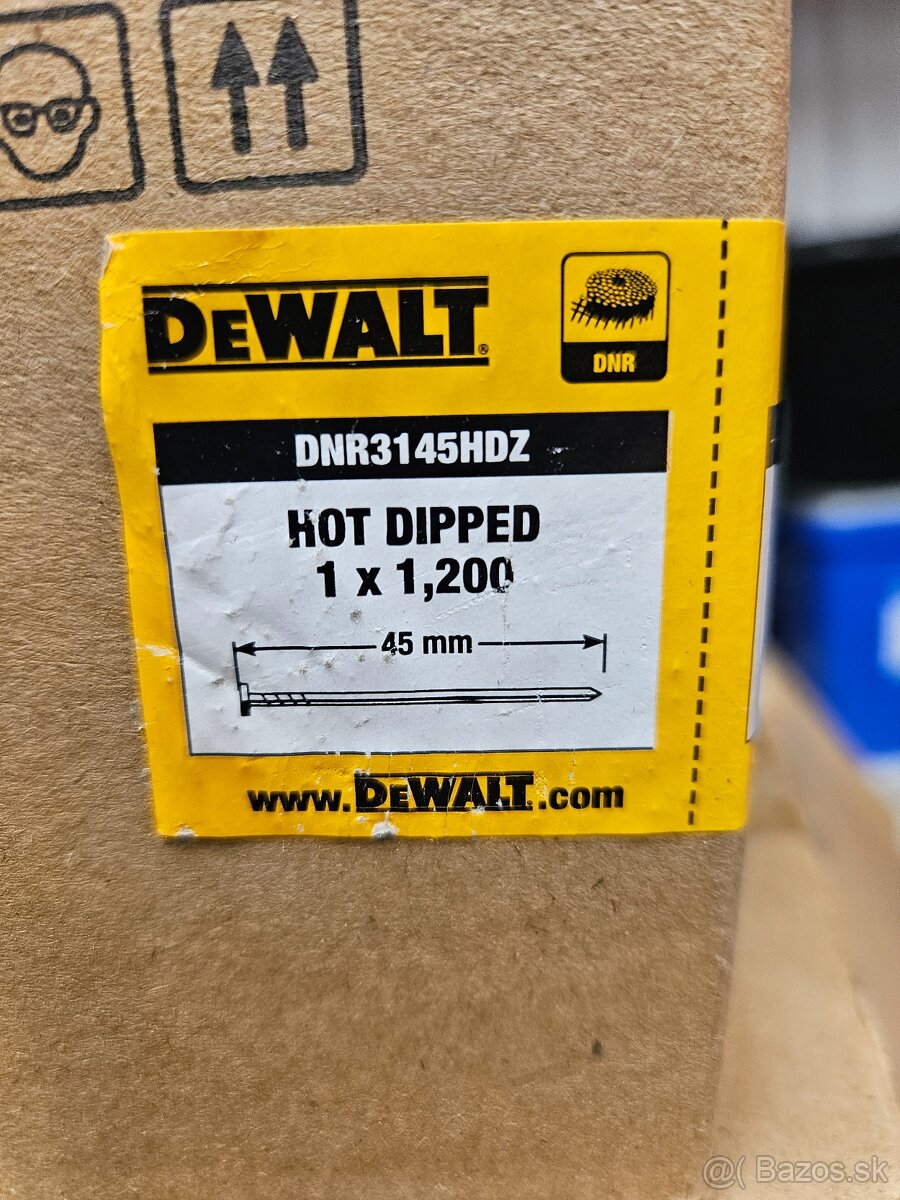 DEWALT®
DNR
DNR3145HDZ
HOT DIPPED
1 x 1,200
45 mm
www.DEWALT.com
@( Bazos.sk